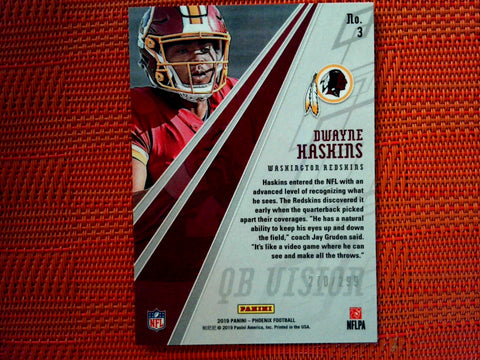 No.
3
DWAYNE
HASKINS
WASHINGTON REDSKINS
Haskins entered the NFL with an
advanced level of recognizing what
he sees. The Redskins discovered it
early when the quarterback picked
apart their coverages. "He has a natural
ability to keep his eyes up and down
the field," coach Jay Gruden said.
"It's like a video game where he can
see and make all the throws."
QB VISION
270/299
PANINI
2019 PANINI - PHOENIX FOOTBALL
© 2019 Panini America, Inc. Printed in the USA.
NFL
NFLPA